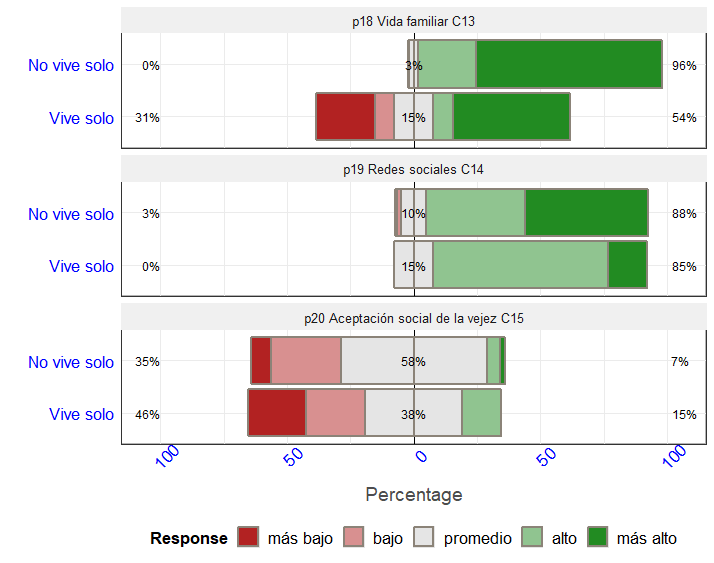 p18 Vida familiar C13
No vive solo 0% 3% 96%
Vive solo 31% 15% 54%
p19 Redes sociales C14
No vive solo 3% 10% 88%
Vive solo 0% 15% 85%
p20 Aceptación social de la vejez C15
No vive solo 35% 58% 7%
Vive solo 46% 38% 15%
100 50 0 50 100
Percentage
Response más bajo bajo promedio alto más alto